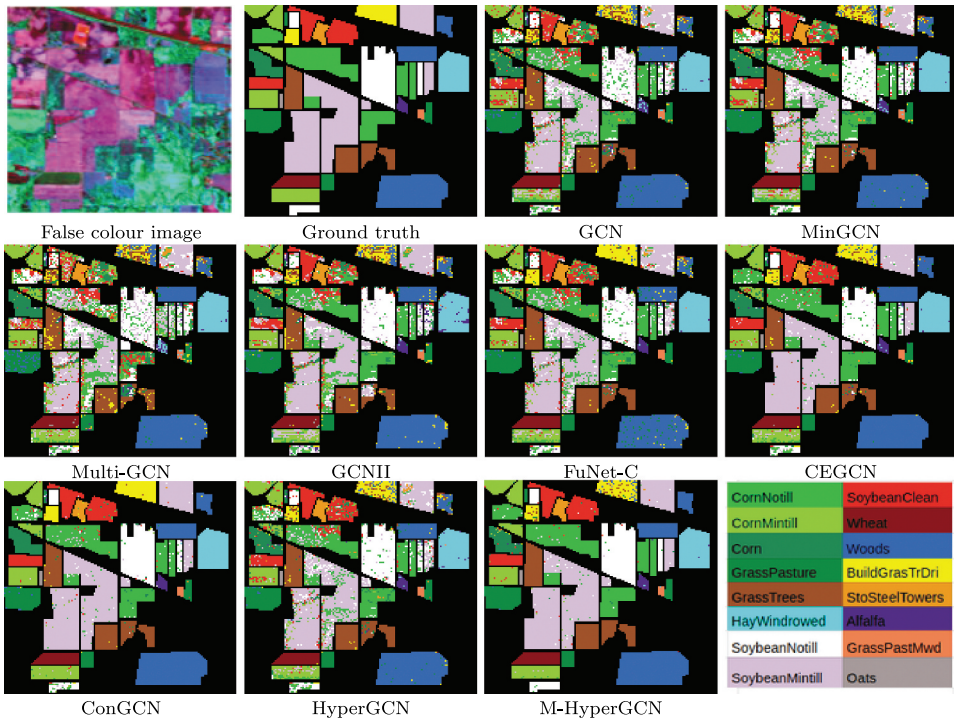 False colour image
Ground truth
GCN
MinGCN
Multi-GCN
GCNII
FuNet-C
CEGCN
CornNotill
SoybeanClean
CornMintill
Wheat
Corn
Woods
GrassPasture
BuildGrasTrDri
GrassTrees
StoSteelTowers
HayWindrowed
Alfalfa
SoybeanNotill
GrassPastMwd
SoybeanMintill
Oats
ConGCN
HyperGCN
M-HyperGCN